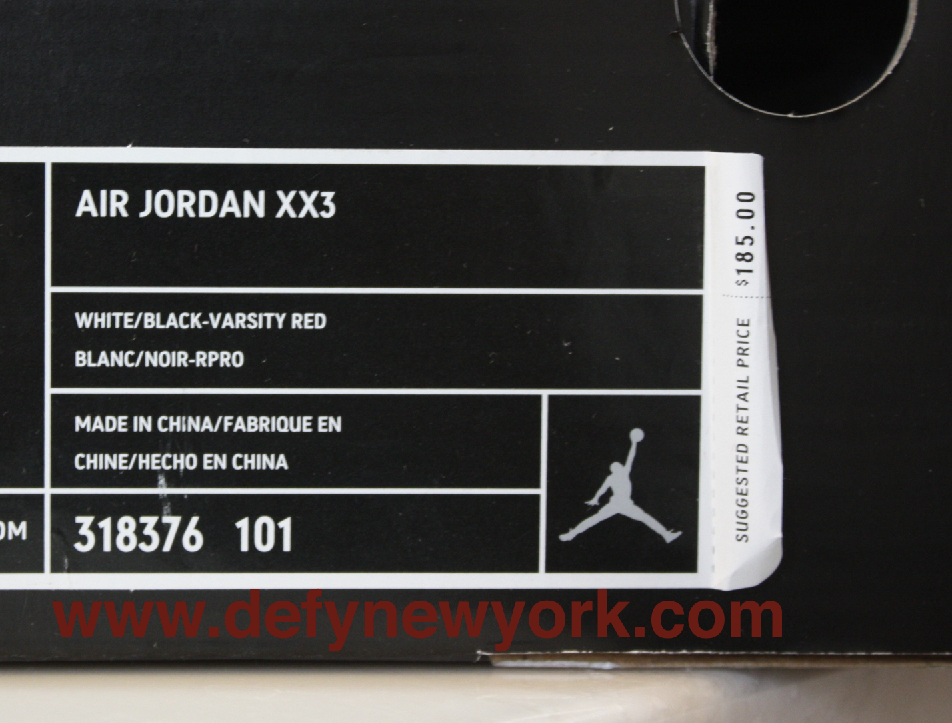 AIR JORDAN XX3
WHITE/BLACK-VARSITY RED
BLANC/NOIR-RPRO
MADE IN CHINA/FABRIQUE EN
CHINE/HECHO EN CHINA
OM
318376 101
SUGGESTED RETAIL PRICE $185.00
www.defynewyork.com